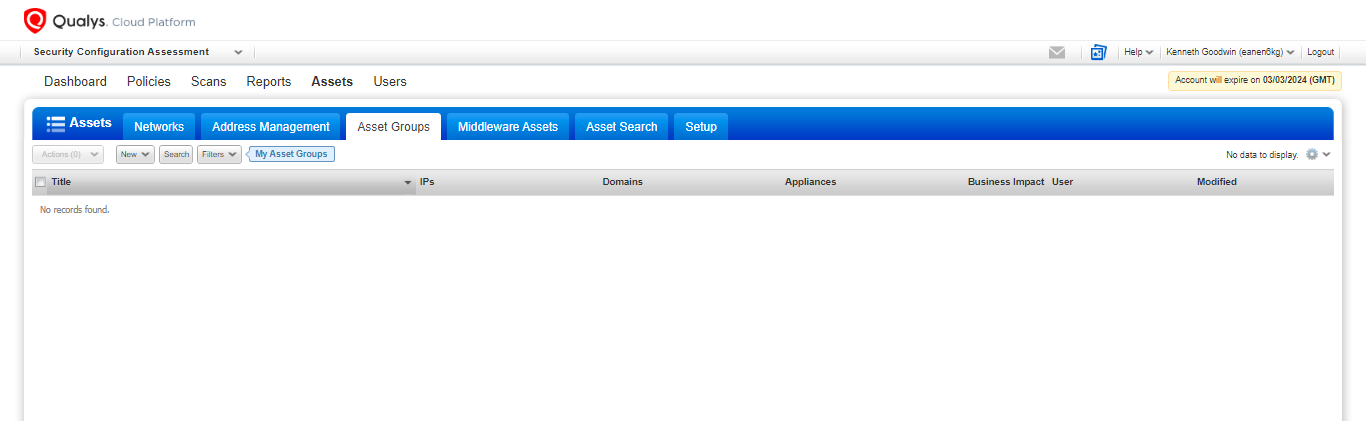 Qualys. Cloud Platform
Security Configuration Assessment
Help
Kenneth Goodwin (eanen6kg)
Logout
Dashboard Policies Scans Reports Assets Users
Account will expire on 03/03/2024 (GMT)
Assets Networks Address Management Asset Groups Middleware Assets Asset Search Setup
Actions (0) New Search Filters My Asset Groups No data to display.
Title IPs Domains Appliances Business Impact User Modified
No records found.